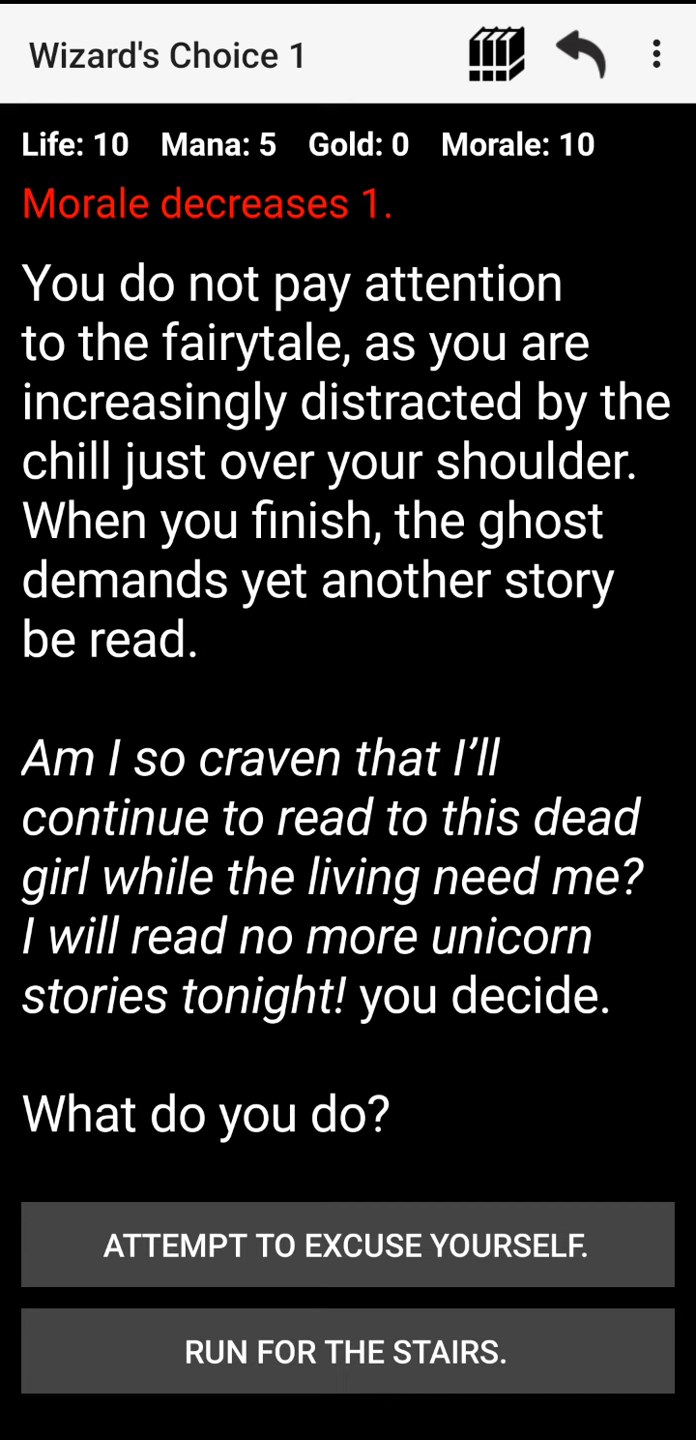 Wizard's Choice 1
Life: 10 Mana: 5 Gold: 0 Morale: 10
Morale decreases 1.
You do not pay attention
to the fairytale, as you are
increasingly distracted by the
chill just over your shoulder.
When you finish, the ghost
demands yet another story
be read.
Am I so craven that I’ll
continue to read to this dead
girl while the living need me?
I will read no more unicorn
stories tonight! you decide.
What do you do?
ATTEMPT TO EXCUSE YOURSELF.
RUN FOR THE STAIRS.